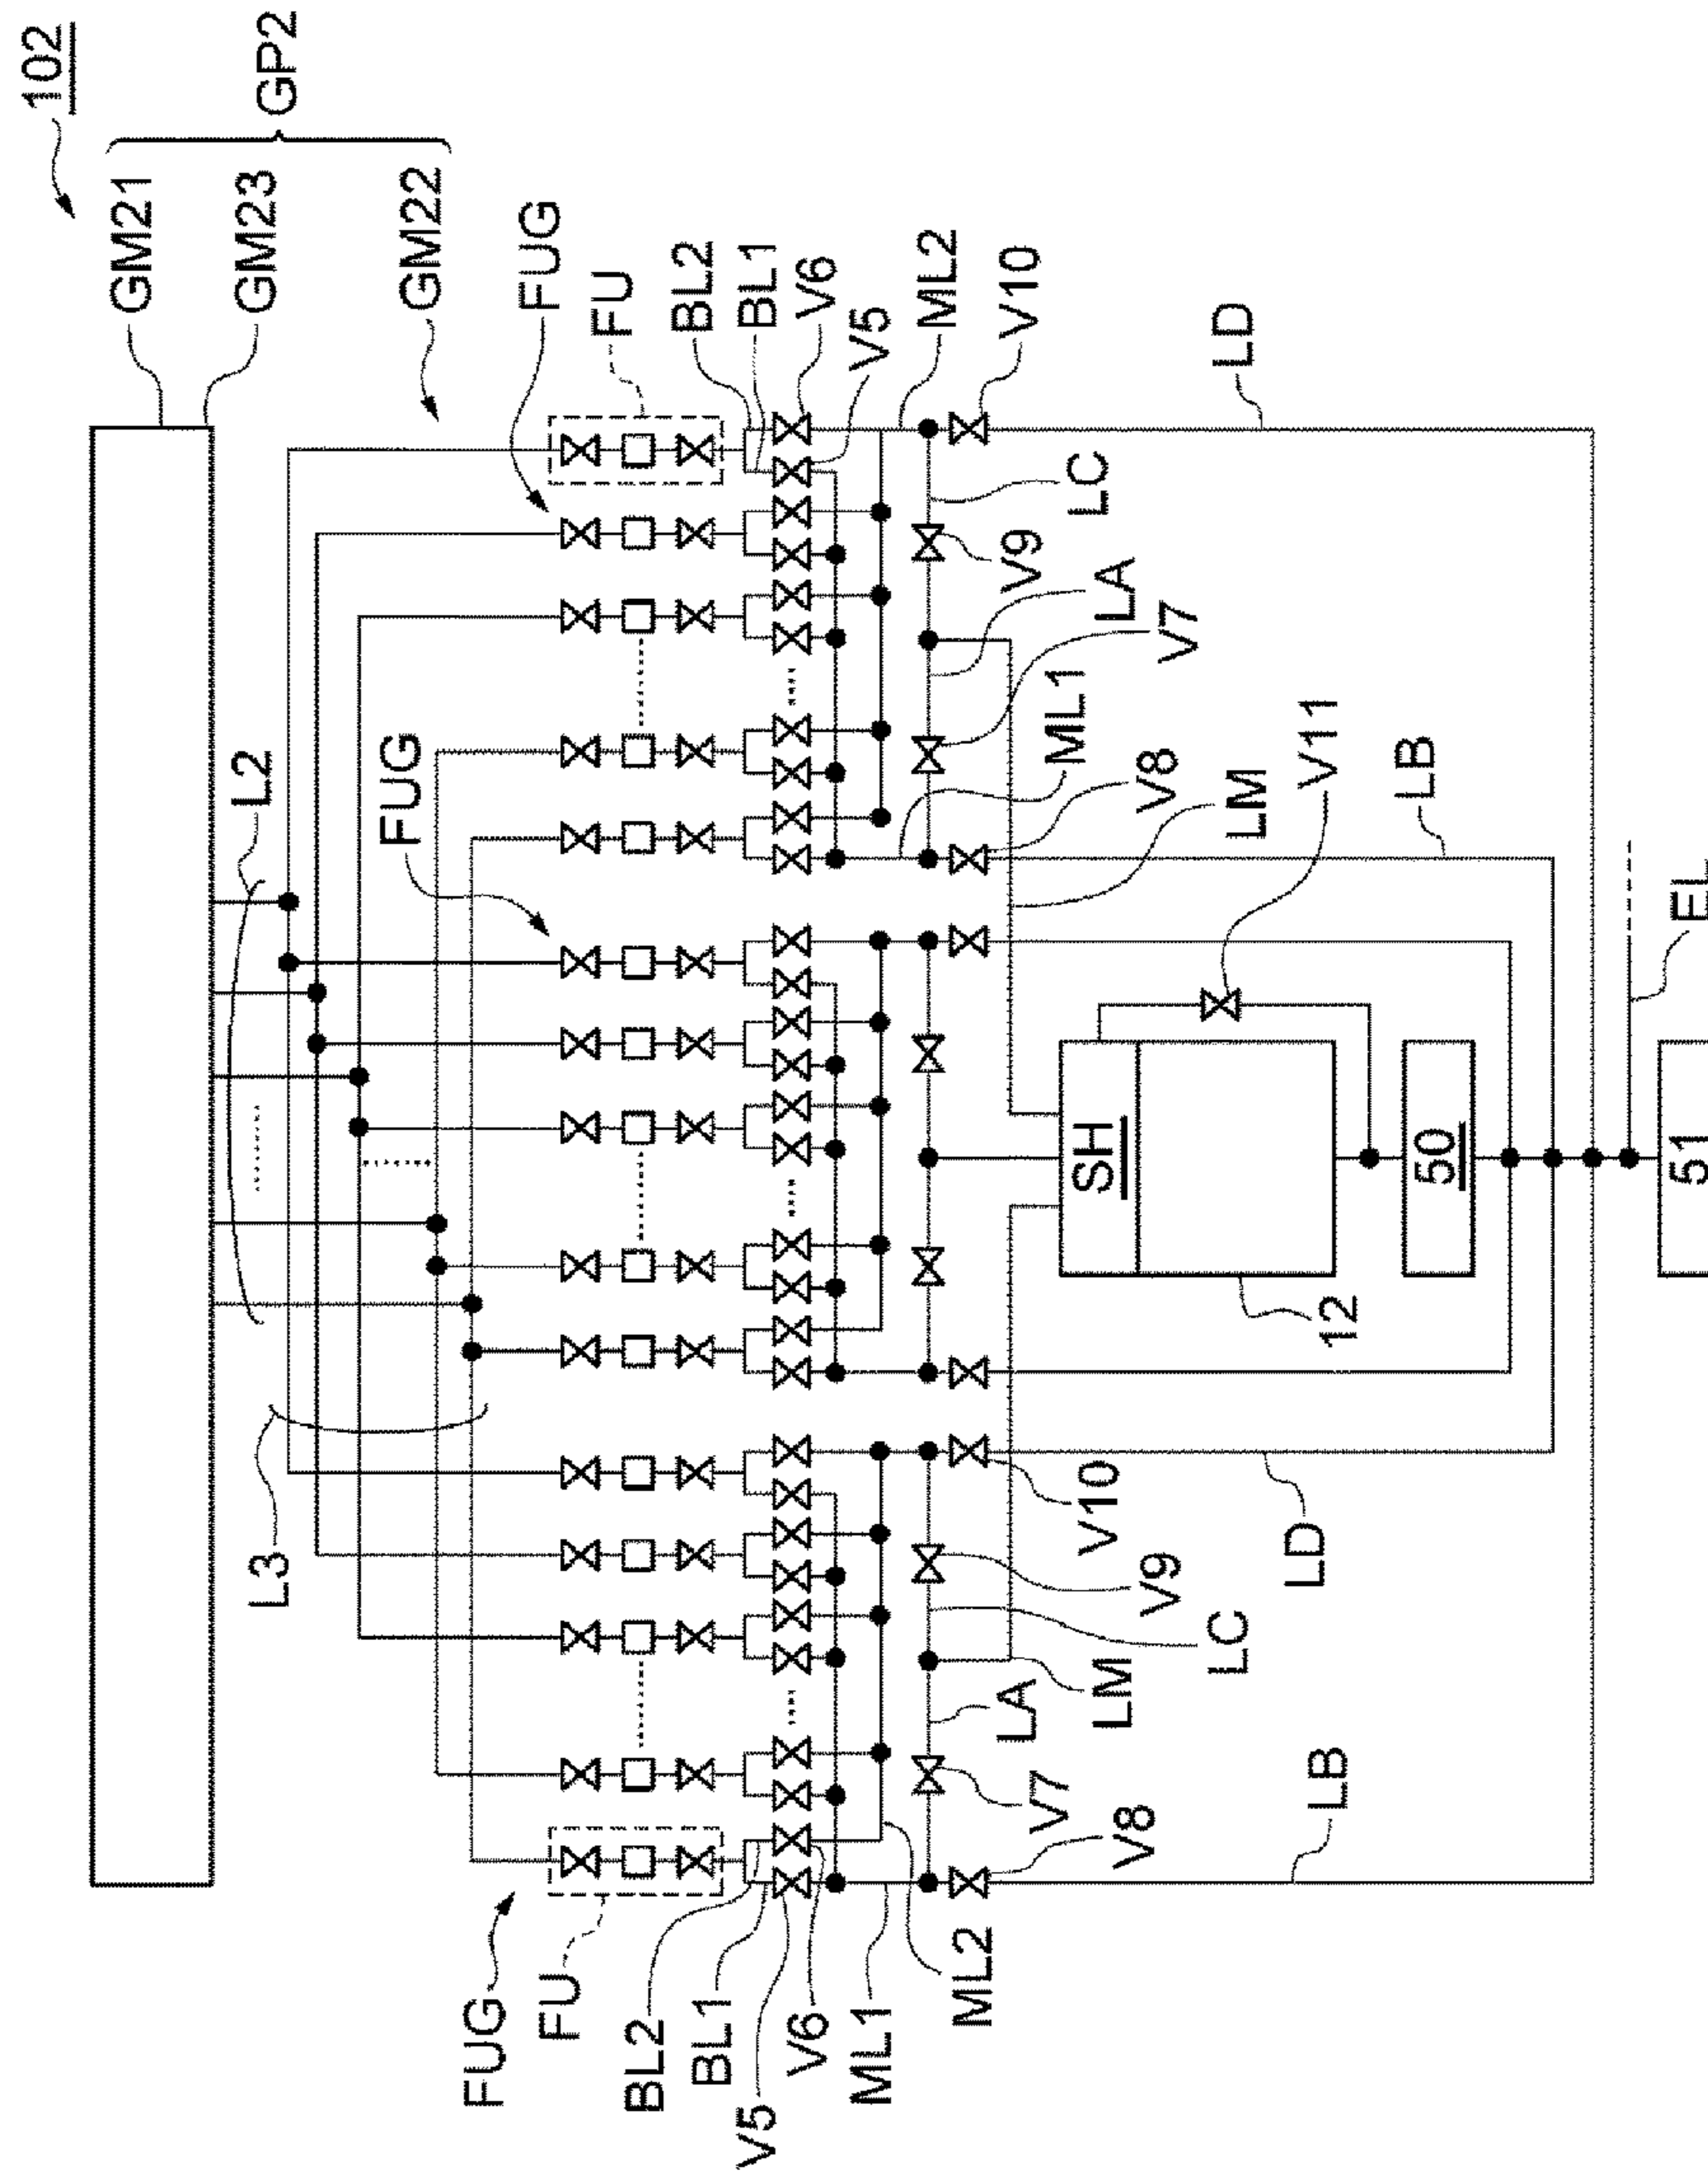 102
GP2
GM21
GM23
GM22
FUG
FU
BL2
BL1
V6
V5
ML2
V10
LD
LC
V9
LA
V7
ML1
V8
LM
V11
LB
EL
L2
FUG
SH
50
51
12
L3
V10
LD
V9
LC
LM
LA
V7
V8
LB
FUG
FU
BL2
BL1
V5
V6
ML1
ML2